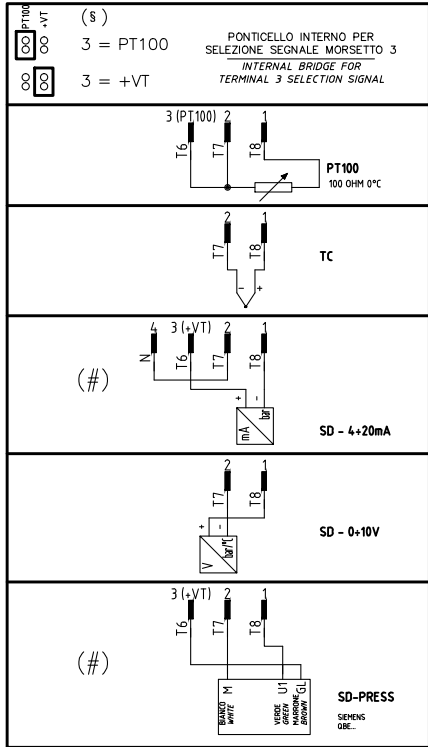 PT100
+VT
(§)
3 = PT100
3 = +VT
PONTICELLO INTERNO PER
SELEZIONE SEGNALE MORSETTO 3
INTERNAL BRIDGE FOR
TERMINAL 3 SELECTION SIGNAL
3 (PT100) 2 1
T6 T7 T8
PT100
100 OHM 0°C
2 1
T7 T8
- +
TC
4 3 (+VT) 2 1
N T6 T7 T8
(#)
+ -
mA bar
SD - 4÷20mA
2 1
T7 T8
+ -
V bar/°C
SD - 0÷10V
3 (+VT) 2 1
T6 T7 T8
(#)
M U1 GL
BIANCO VERDE MARRONE
WHITE GREEN BROWN
SD-PRESS
SIEMENS
QBE...